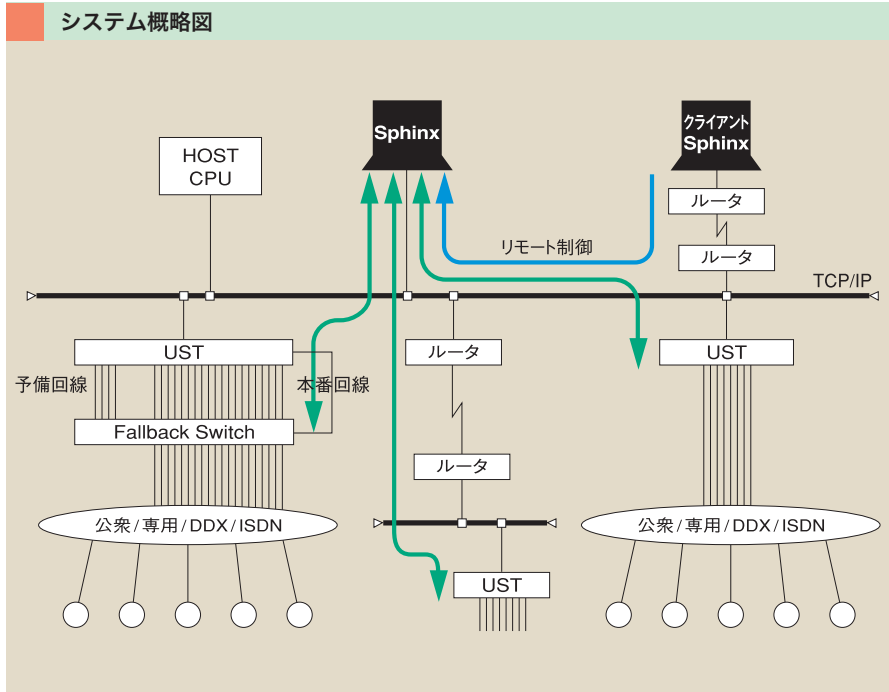 システム概略図
Sphinx
クライアント
Sphinx
HOST
CPU
ルータ
リモート制御
ルータ
TCP/IP
UST
ルータ
UST
予備回線
本番回線
Fallback Switch
ルータ
公衆/専用/DDX/ISDN
公衆/専用/DDX/ISDN
UST